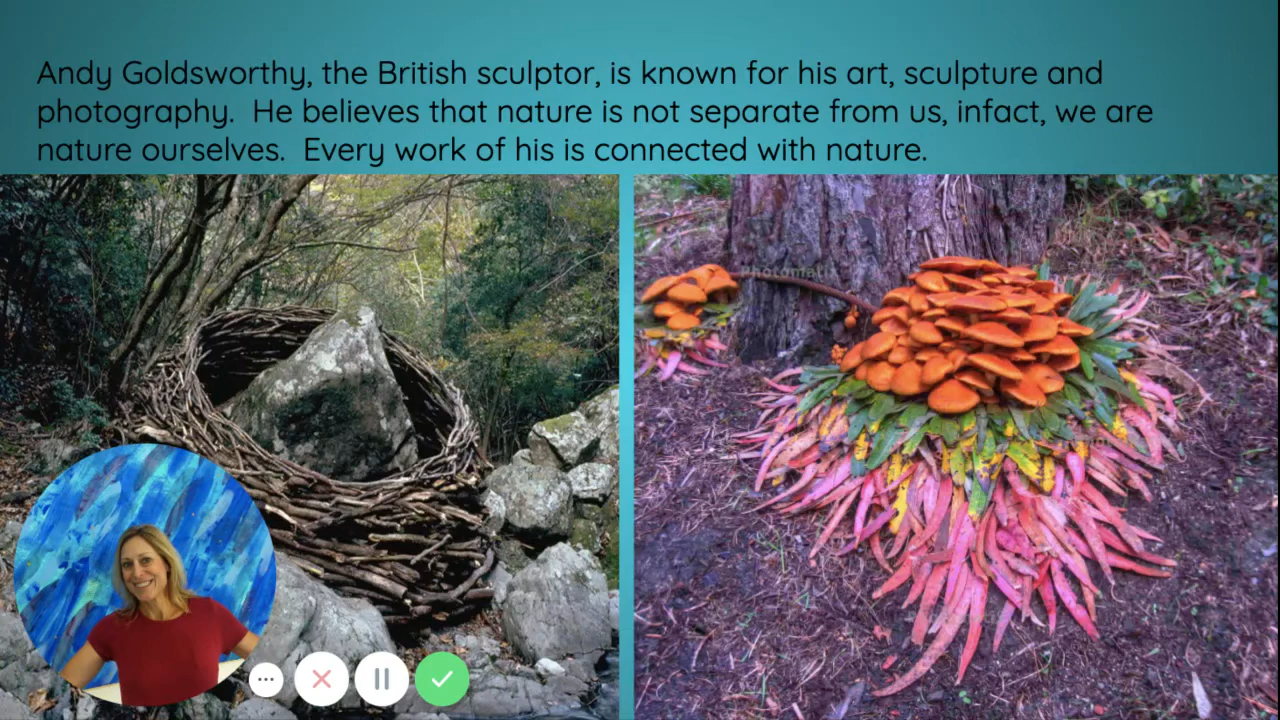 Andy Goldsworthy, the British sculptor, is known for his art, sculpture and
photography.  He believes that nature is not separate from us, infact, we are
nature ourselves.  Every work of his is connected with nature.
Photomatix